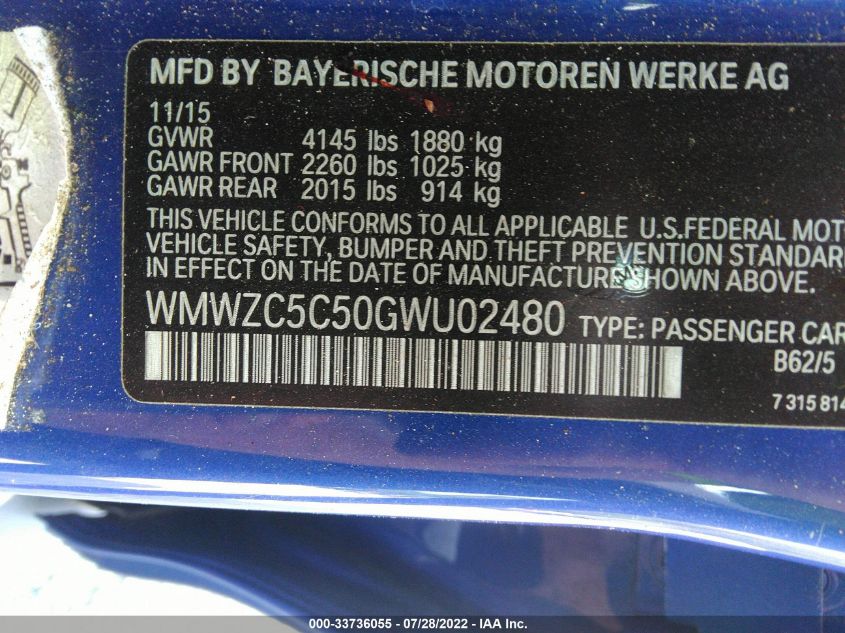 MFD BY BAYERISCHE MOTOREN WERKE AG
11/15
GVWR 4145 lbs 1880 kg
GAWR FRONT 2260 lbs 1025 kg
GAWR REAR 2015 lbs 914 kg
THIS VEHICLE CONFORMS TO ALL APPLICABLE U.S.FEDERAL MOTO
VEHICLE SAFETY, BUMPER AND THEFT PREVENTION STANDARD
IN EFFECT ON THE DATE OF MANUFACTURE SHOWN ABOVE.
WMWZC5C50GWU02480 TYPE: PASSENGER CAR
B62/5
7 315 814
000-33736055 / 07/28/2022 - IAA Inc.